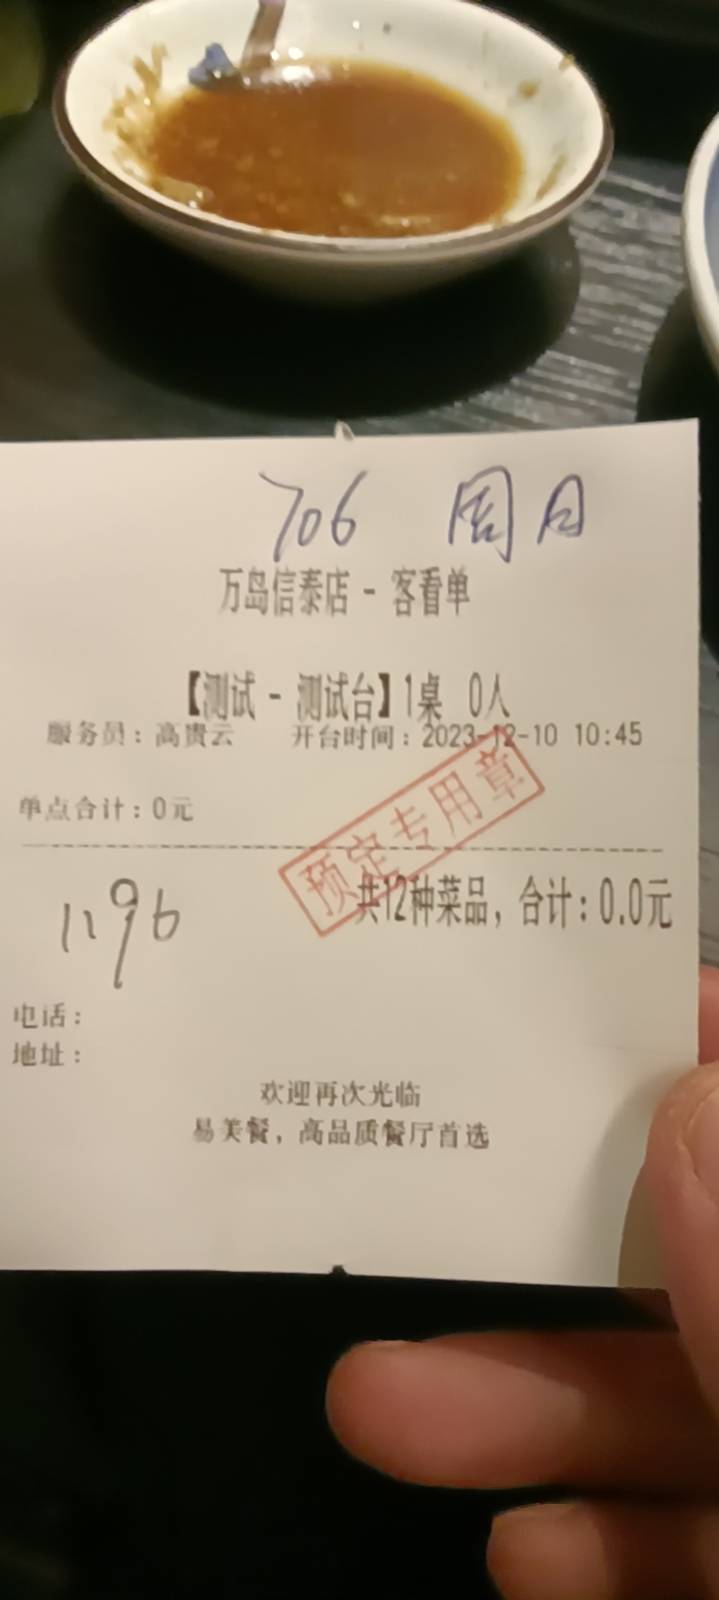 706 周月
万岛信泰店 - 客看单
【测试 - 测试台】1桌 0人
服务员：高贵云 开台时间：2023-12-10 10:45
单点合计：0元
预定专用章
共12种菜品，合计：0.0元
1196
电话：
地址：
欢迎再次光临
易美餐，高品质餐厅首选